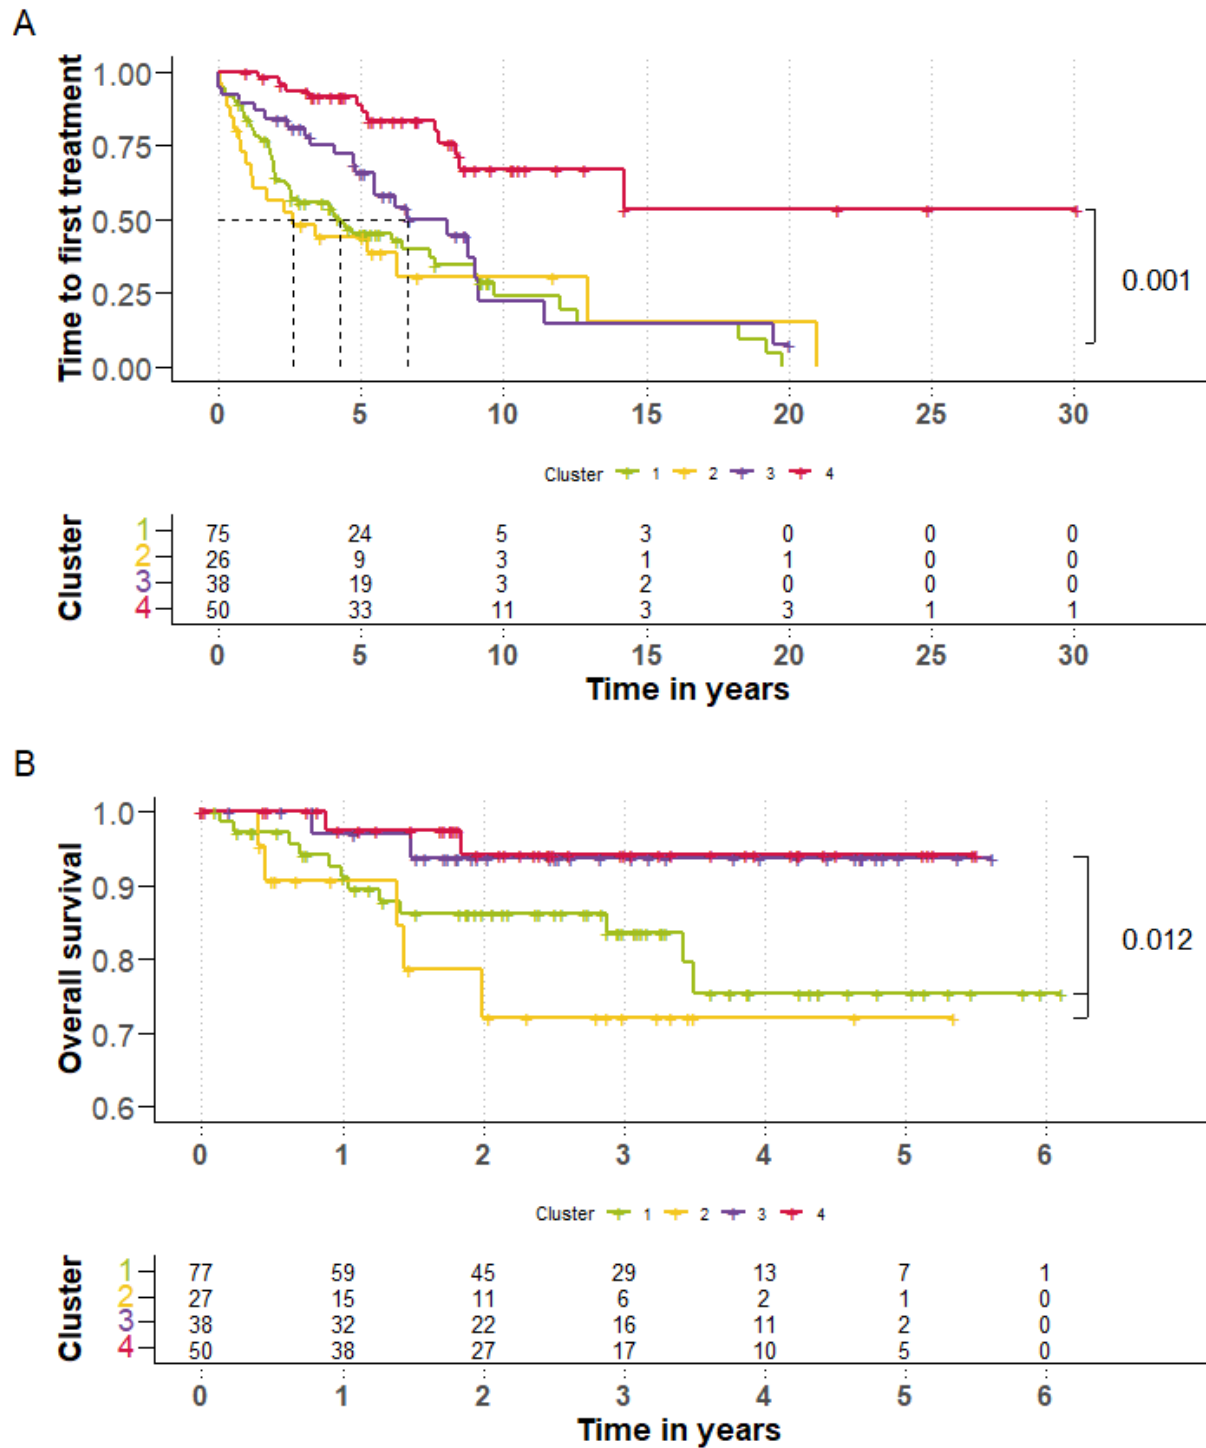 A
Time to first treatment
1.00
0.75
0.50
0.25
0.00
0.001
0 5 10 15 20 25 30
Cluster 1 2 3 4
Cluster
1 75 24 5 3 0 0 0
2 26 9 3 1 1 0 0
3 38 19 3 2 0 0 0
4 50 33 11 3 3 1 1
0 5 10 15 20 25 30
Time in years
B
Overall survival
1.0
0.9
0.8
0.7
0.6
0.012
0 1 2 3 4 5 6
Cluster 1 2 3 4
Cluster
1 77 59 45 29 13 7 1
2 27 15 11 6 2 1 0
3 38 32 22 16 11 2 0
4 50 38 27 17 10 5 0
0 1 2 3 4 5 6
Time in years